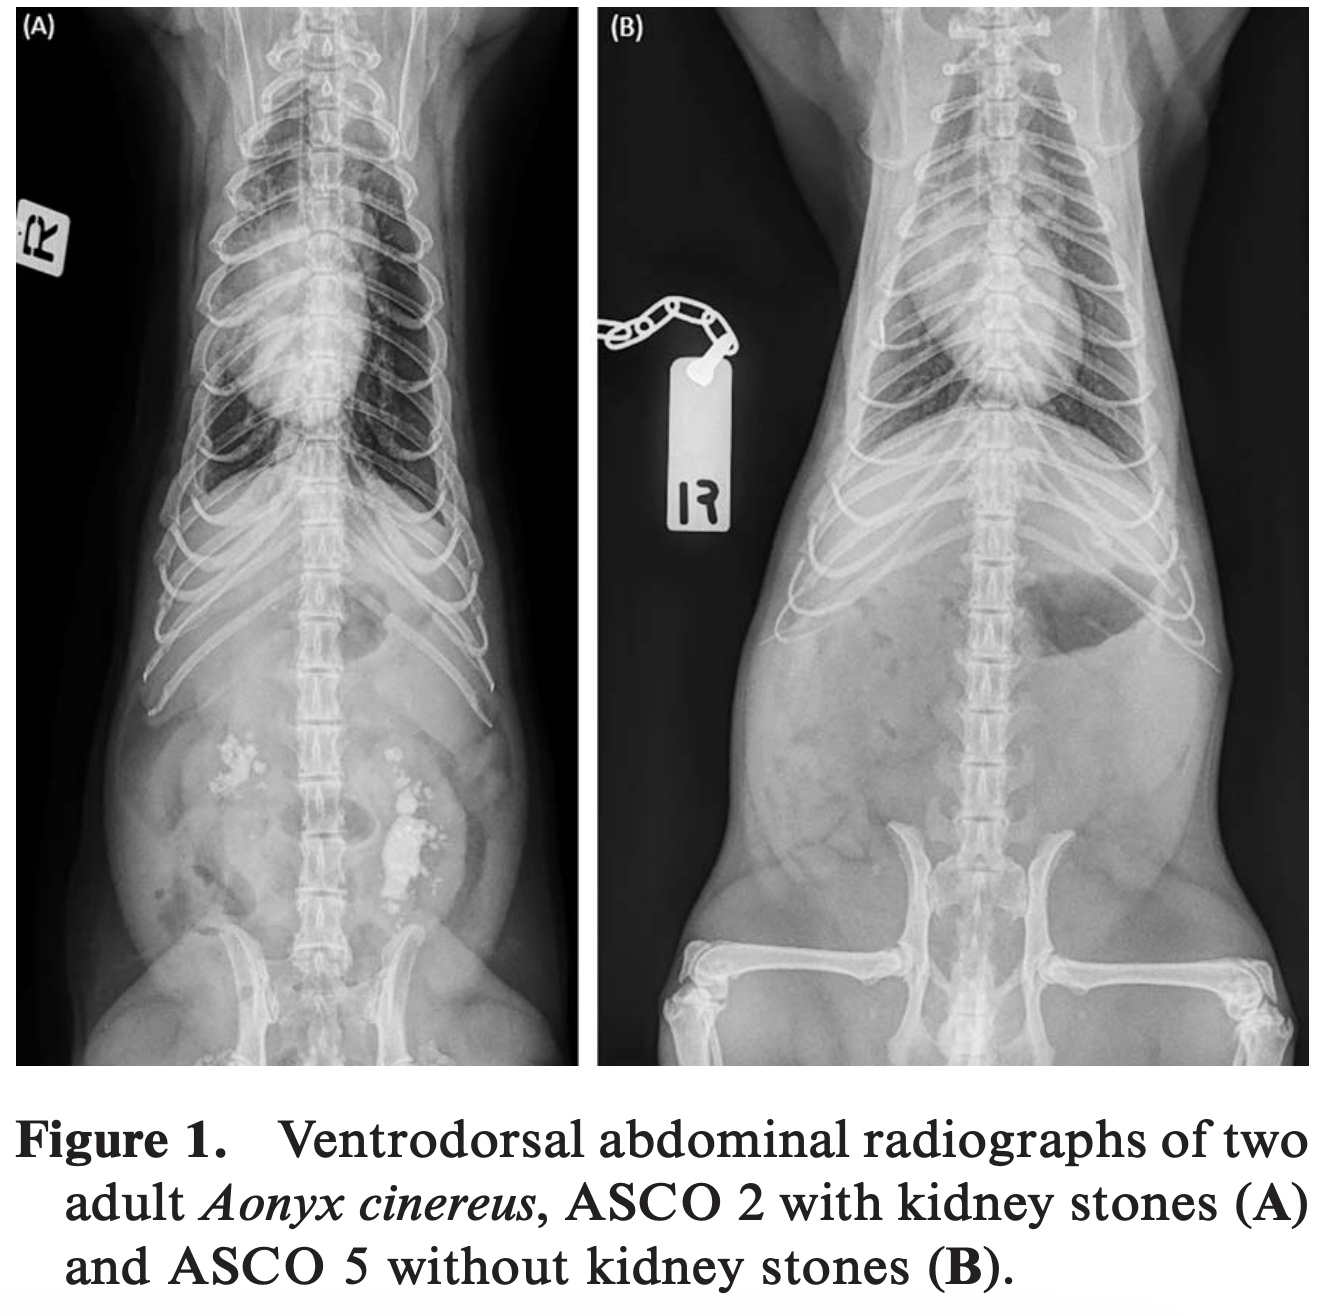 (A)
(B)
R
R
Figure 1. Ventrodorsal abdominal radiographs of two
adult Aonyx cinereus, ASCO 2 with kidney stones (A)
and ASCO 5 without kidney stones (B).